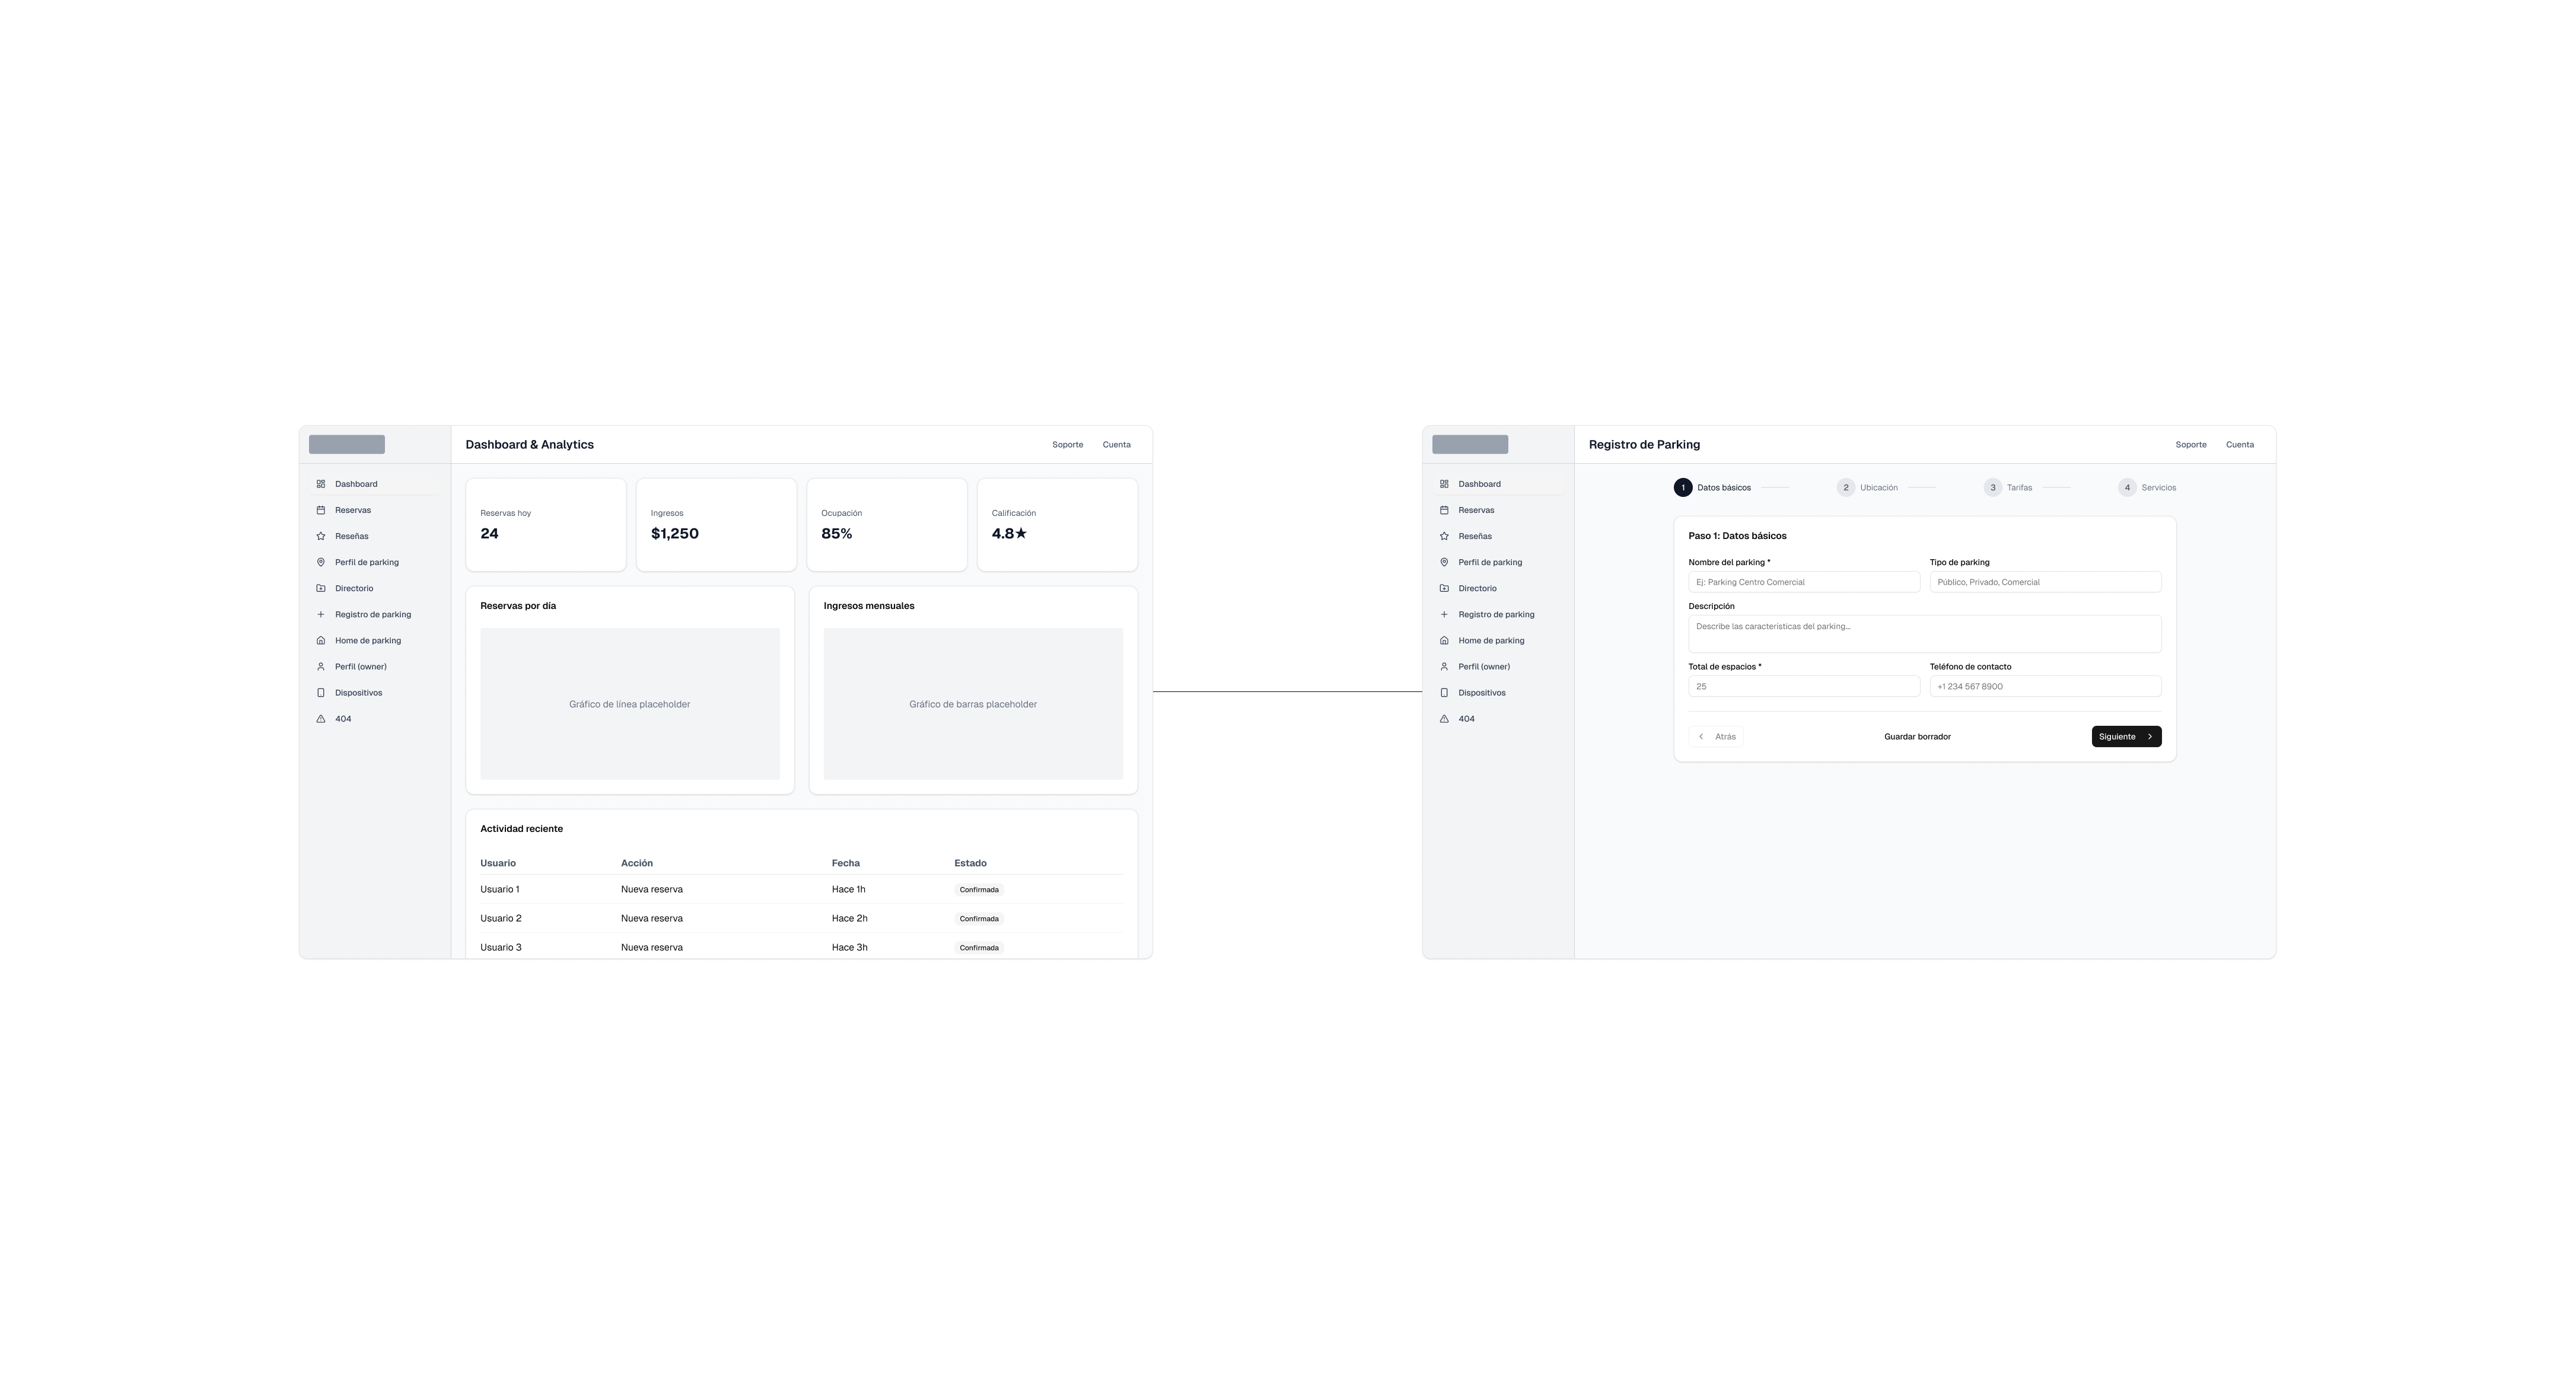 Dashboard & Analytics
Soporte Cuenta
Dashboard
Reservas
Reseñas
Perfil de parking
Directorio
Registro de parking
Home de parking
Perfil (owner)
Dispositivos
404
Reservas hoy
24
Ingresos
$1,250
Ocupación
85%
Calificación
4.8★
Reservas por día
Gráfico de línea placeholder
Ingresos mensuales
Gráfico de barras placeholder
Actividad reciente
Usuario Acción Fecha Estado
Usuario 1 Nueva reserva Hace 1h Confirmada
Usuario 2 Nueva reserva Hace 2h Confirmada
Usuario 3 Nueva reserva Hace 3h Confirmada
Registro de Parking
Soporte Cuenta
Dashboard
Reservas
Reseñas
Perfil de parking
Directorio
Registro de parking
Home de parking
Perfil (owner)
Dispositivos
404
1 Datos básicos 2 Ubicación 3 Tarifas 4 Servicios
Paso 1: Datos básicos
Nombre del parking *
Ej: Parking Centro Comercial
Tipo de parking
Público, Privado, Comercial
Descripción
Describe las características del parking...
Total de espacios *
25
Teléfono de contacto
+1 234 567 8900
Atrás Guardar borrador Siguiente